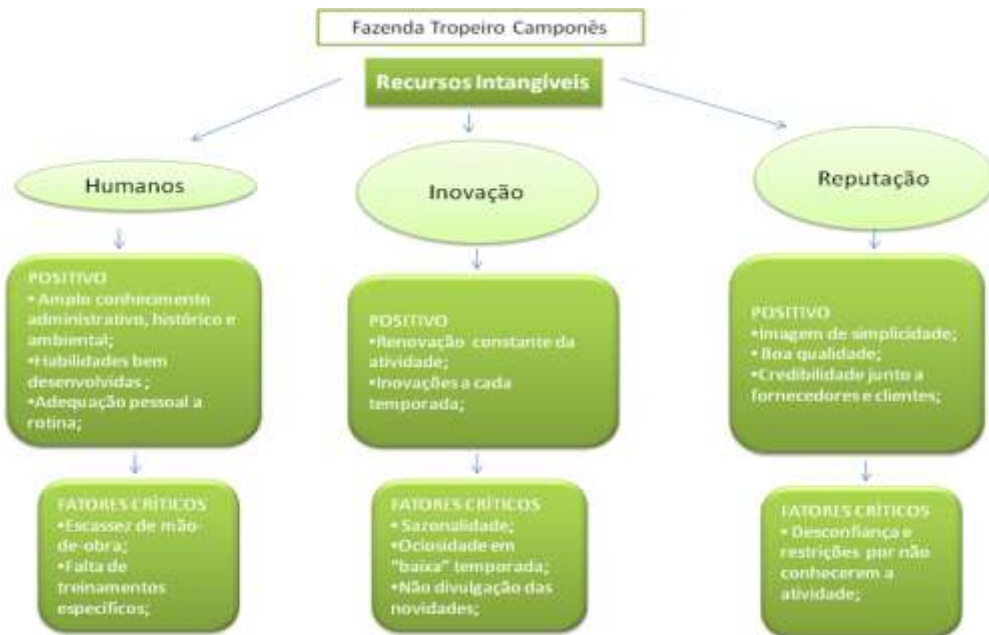 Fazenda Tropeiro Camponês
Recursos Intangíveis
Humanos
Inovação
Reputação
POSITIVO
• Amplo conhecimento
administrativo, histórico e
ambiental;
•Habilidades bem
desenvolvidas ;
•Adequação pessoal a
rotina;
POSITIVO
•Renovação constante da
atividade;
•Inovações a cada
temporada;
POSITIVO
•Imagem de simplicidade;
• Boa qualidade;
•Credibilidade junto a
fornecedores e clientes;
FATORES CRÍTICOS
•Escassez de mão-
de-obra;
•Falta de
treinamentos
específicos;
FATORES CRÍTICOS
• Sazonalidade;
•Ociosidade em
"baixa" temporada;
•Não divulgação das
novidades;
FATORES CRÍTICOS
• Desconfiança e
restrições por não
conhecerem a
atividade;